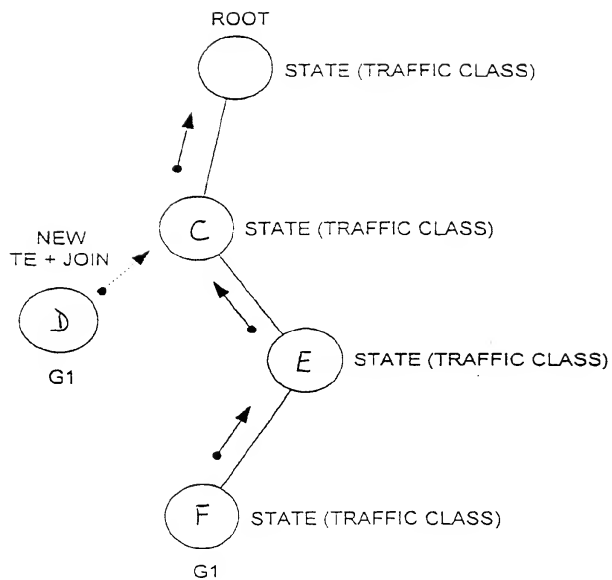 ROOT
STATE (TRAFFIC CLASS)
C
STATE (TRAFFIC CLASS)
NEW
TE + JOIN
D
G1
E
STATE (TRAFFIC CLASS)
F
STATE (TRAFFIC CLASS)
G1